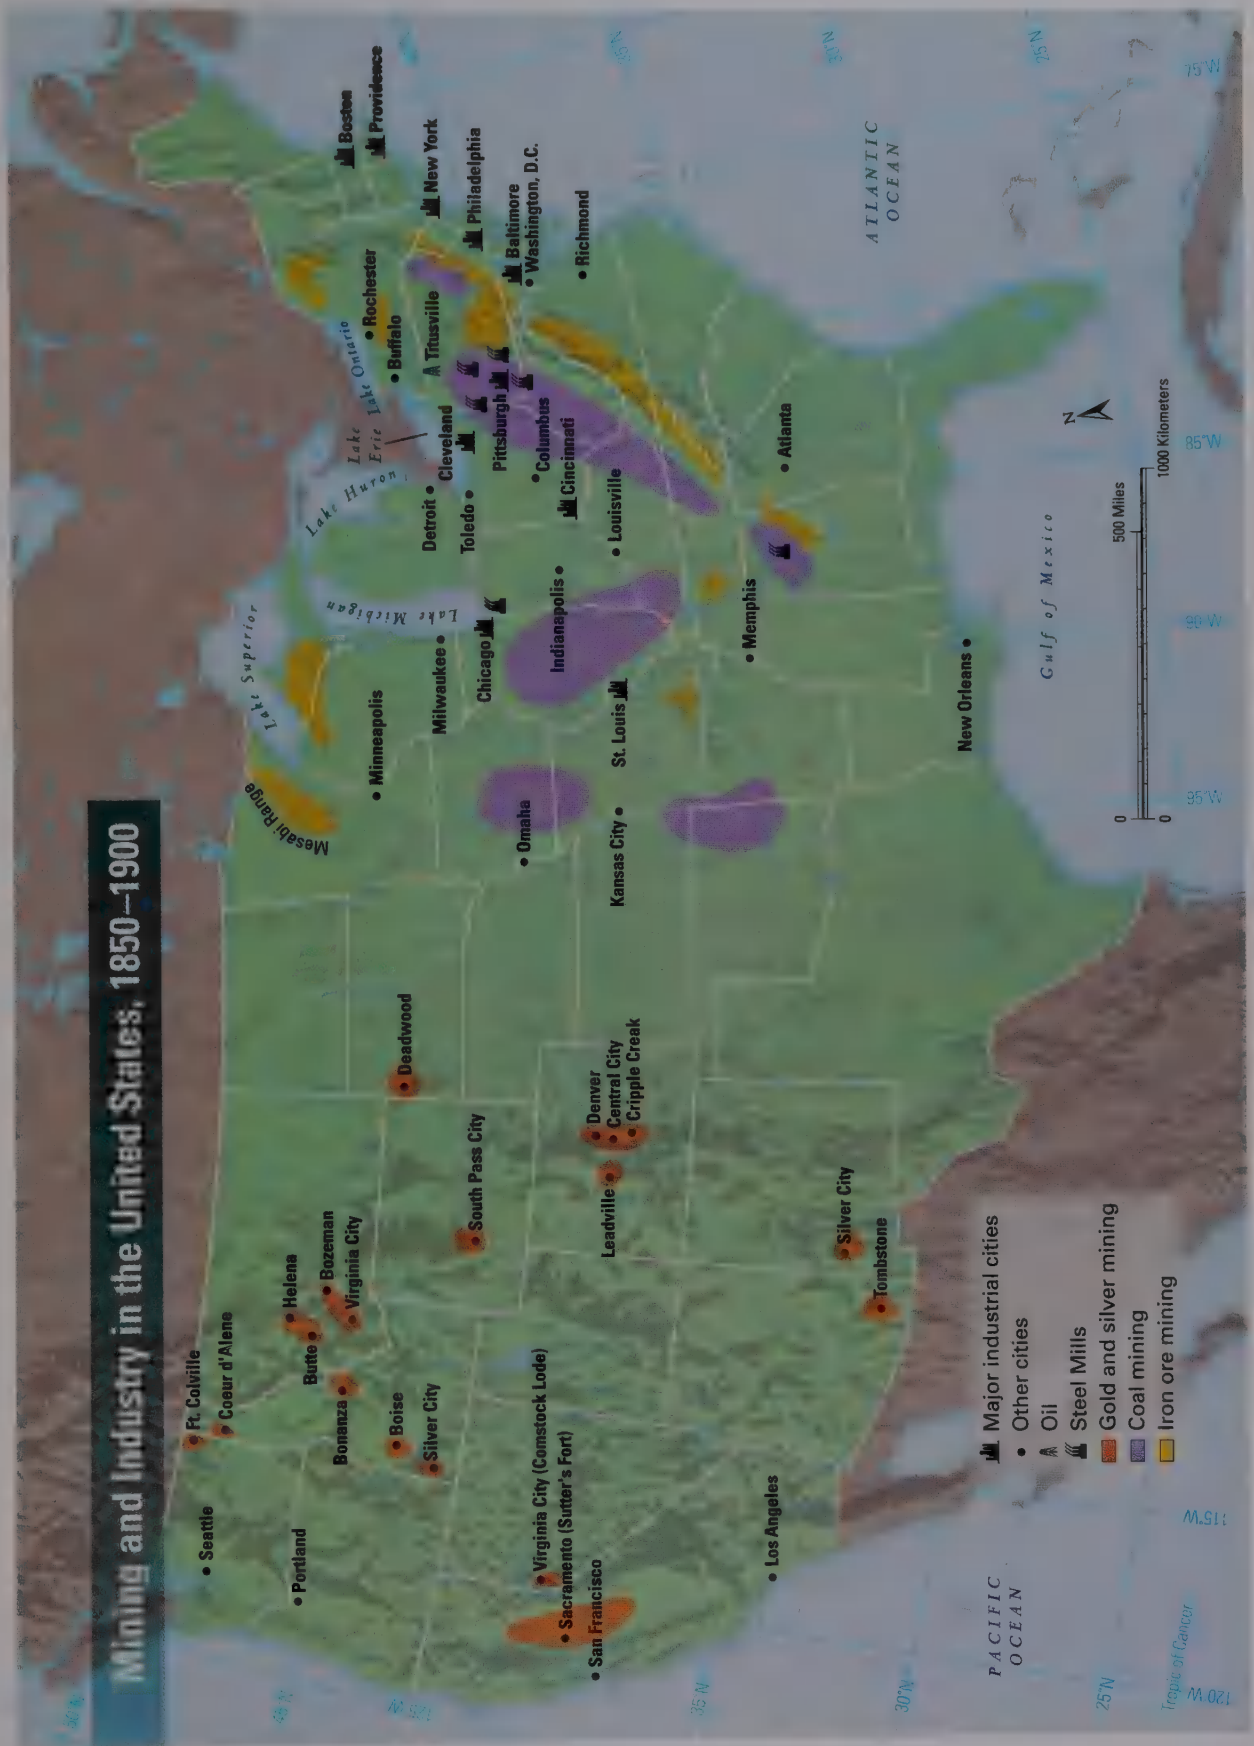 Mining and Industry in the United States, 1850–1900
Seattle
Portland
Ft. Colville
Coeur d'Alene
Helena
Butte
Bozeman
Virginia City
Bonanza
Boise
Silver City
Virginia City (Comstock Lode)
Sacramento (Sutter's Fort)
San Francisco
Los Angeles
Deadwood
South Pass City
Denver
Central City
Cripple Creak
Leadville
Silver City
Tombstone
Mesabi Range
Minneapolis
Milwaukee
Chicago
Omaha
Kansas City
St. Louis
Indianapolis
Louisville
Memphis
New Orleans
Atlanta
Detroit
Toledo
Cleveland
Pittsburgh
Columbus
Cincinnati
Titusville
Buffalo
Rochester
Boston
Providence
New York
Philadelphia
Baltimore
Washington, D.C.
Richmond
Lake Superior
Lake Michigan
Lake Huron
Lake
Erie
Lake Ontario
ATLANTIC
OCEAN
PACIFIC
OCEAN
Gulf of Mexico
Tropic of Cancer
35°N
30°N
25°N
75°W
85°W
90°W
95°W
115°W
120°W
45°N
35°N
30°N
25°N
N
0 500 Miles
0 1000 Kilometers
Major industrial cities
Other cities
Oil
Steel Mills
Gold and silver mining
Coal mining
Iron ore mining